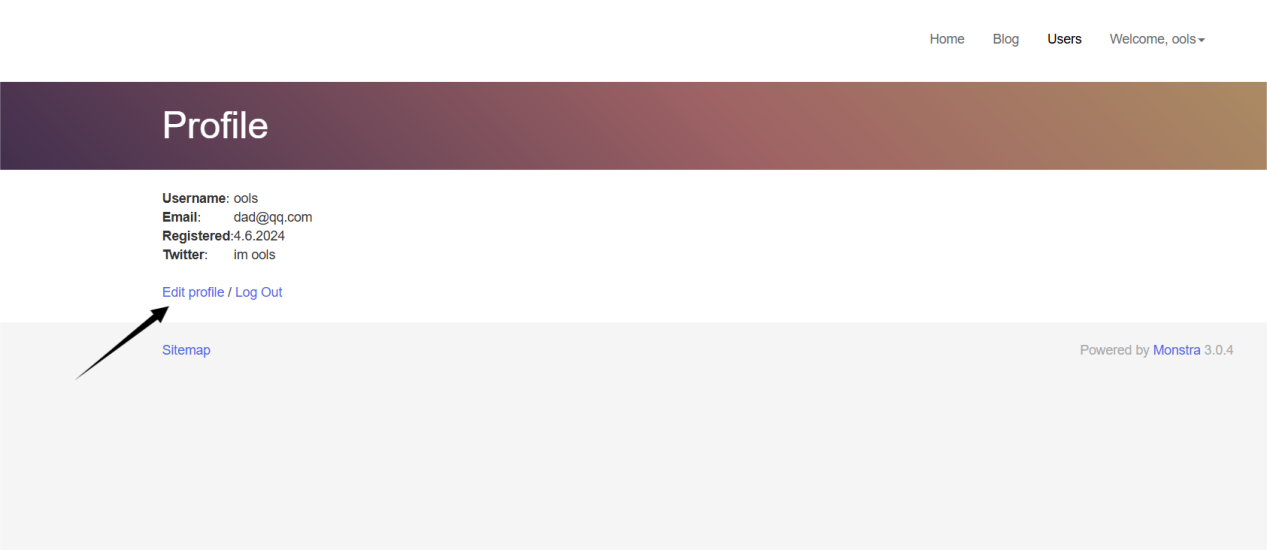 Home Blog Users Welcome, ools
Profile
Username: ools
Email: dad@qq.com
Registered:4.6.2024
Twitter: im ools
Edit profile / Log Out
Sitemap Powered by Monstra 3.0.4